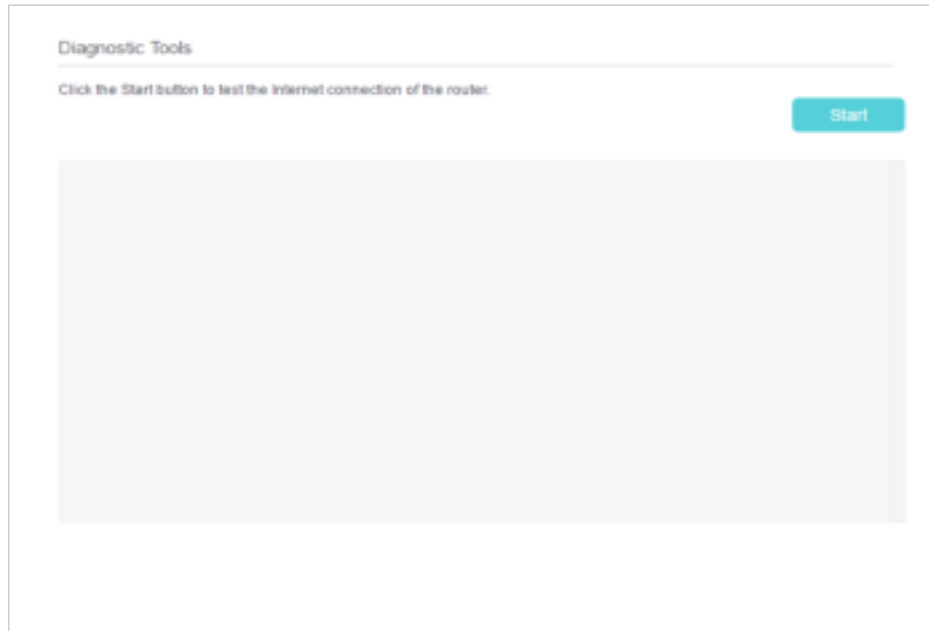 Diagnostic Tools
Click the Start button to test the Internet connection of the router.
Start